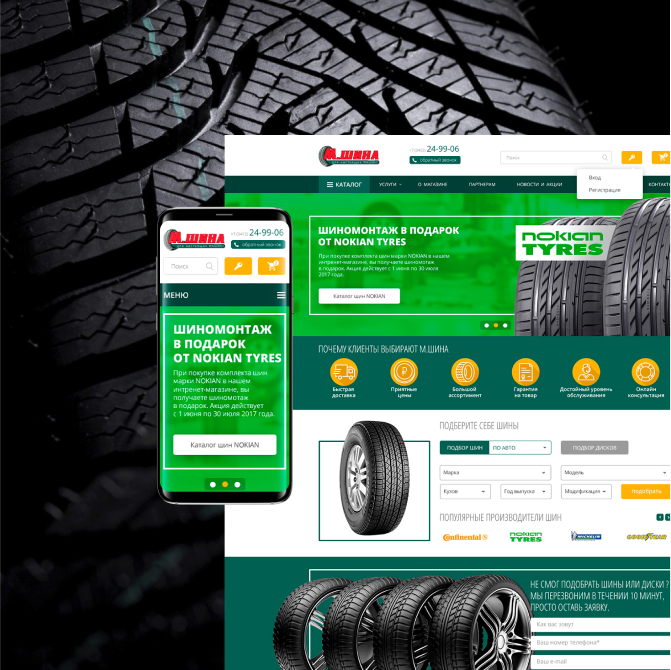 М.ШИНА
24-99-06
обратный звонок
Поиск
Вход
Регистрация
КАТАЛОГ
УСЛУГИ
О МАГАЗИНЕ
ПАРТНЕРАМ
НОВОСТИ И АКЦИИ
КОНТАКТЫ
ШИНОМОНТАЖ В ПОДАРОК
ОТ NOKIAN TYRES
При покупке комплекта шин марки NOKIAN в нашем
интренет-магазине, вы получаете шиномотаж
в подарок. Акция действует с 1 июня по 30 июля
2017 года.
Каталог шин NOKIAN
nokian
TYRES
М.ШИНА
24-99-06
обратный звонок
Поиск
МЕНЮ
ШИНОМОНТАЖ
В ПОДАРОК
ОТ NOKIAN TYRES
При покупке комплекта шин
марки NOKIAN в нашем
интренет-магазине, вы
получаете шиномотаж
в подарок. Акция действует
с 1 июня по 30 июля 2017 года.
Каталог шин NOKIAN
ПОЧЕМУ КЛИЕНТЫ ВЫБИРАЮТ М.ШИНА
Быстрая
доставка
Приятные
цены
Большой
ассортимент
Гарантия
на товар
Достойный уровень
обслуживания
Онлайн
консультация
ПОДБЕРИТЕ СЕБЕ ШИНЫ
ПОДБОР ШИН
ПО АВТО
ПОДБОР ДИСКОВ
Марка
Модель
Кузов
Год выпуска
Модификация
подобрать
ПОПУЛЯРНЫЕ ПРОИЗВОДИТЕЛИ ШИН
Continental
nokian
TYRES
MICHELIN
GOODYEAR
НЕ СМОГ ПОДОБРАТЬ ШИНЫ ИЛИ ДИСКИ ?
МЫ ПЕРЕЗВОНИМ В ТЕЧЕНИИ 10 МИНУТ,
ПРОСТО ОСТАВЬ ЗАЯВКУ.
Как вас зовут
Ваш номер телефона*
Ваш e-mail